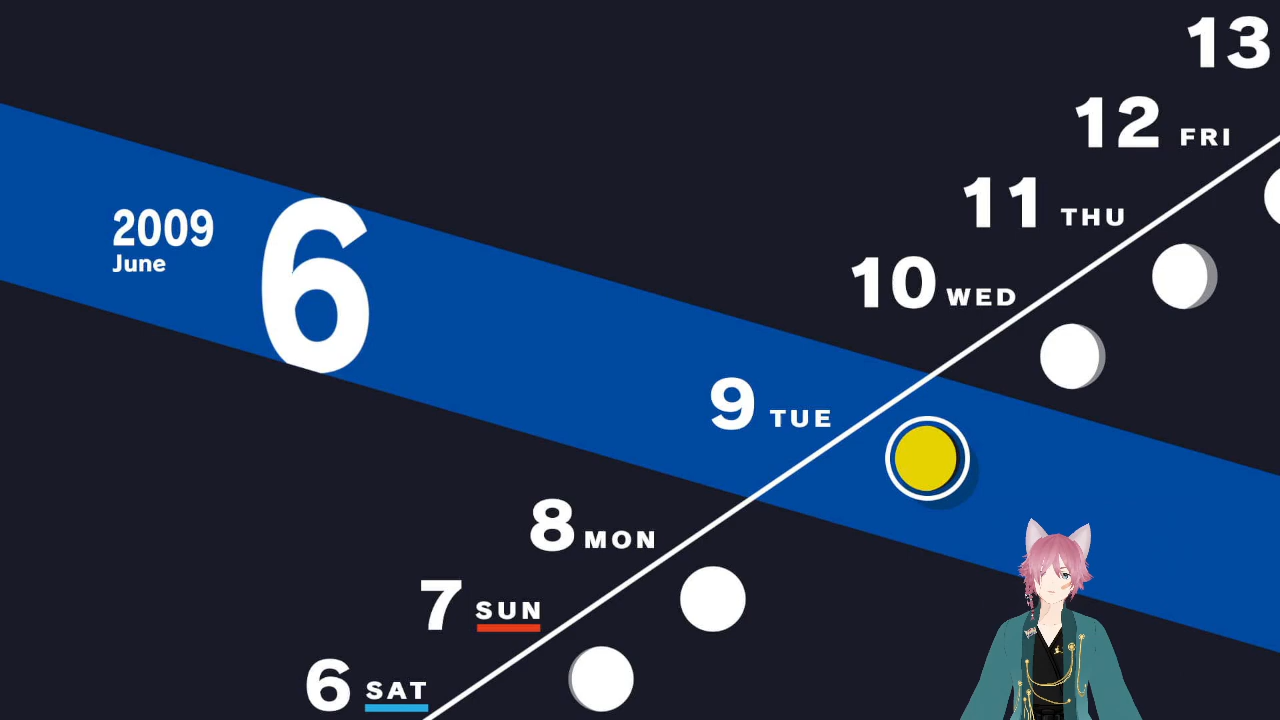 13
12 FRI
11 THU
2009
June
6
10 WED
9 TUE
8 MON
7 SUN
6 SAT